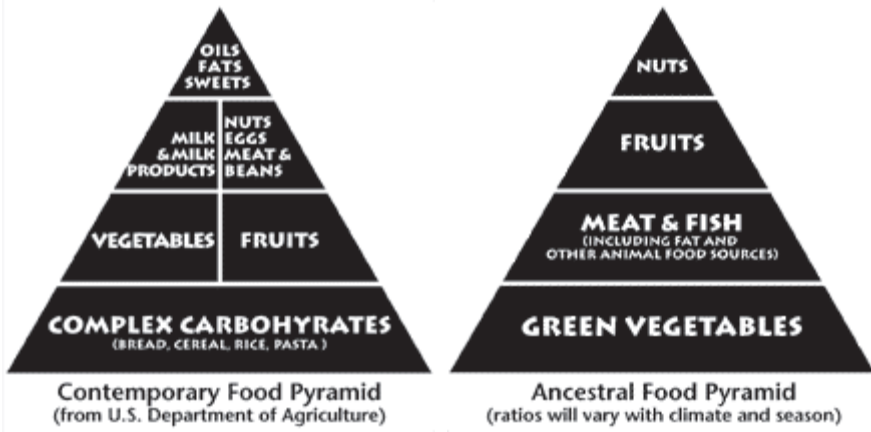 OILS
FATS
SWEETS
MILK
& MILK
PRODUCTS
NUTS
EGGS
MEAT &
BEANS
VEGETABLES
FRUITS
COMPLEX CARBOHYRATES
(BREAD, CEREAL, RICE, PASTA )
Contemporary Food Pyramid
(from U.S. Department of Agriculture)
NUTS
FRUITS
MEAT & FISH
(INCLUDING FAT AND
OTHER ANIMAL FOOD SOURCES)
GREEN VEGETABLES
Ancestral Food Pyramid
(ratios will vary with climate and season)